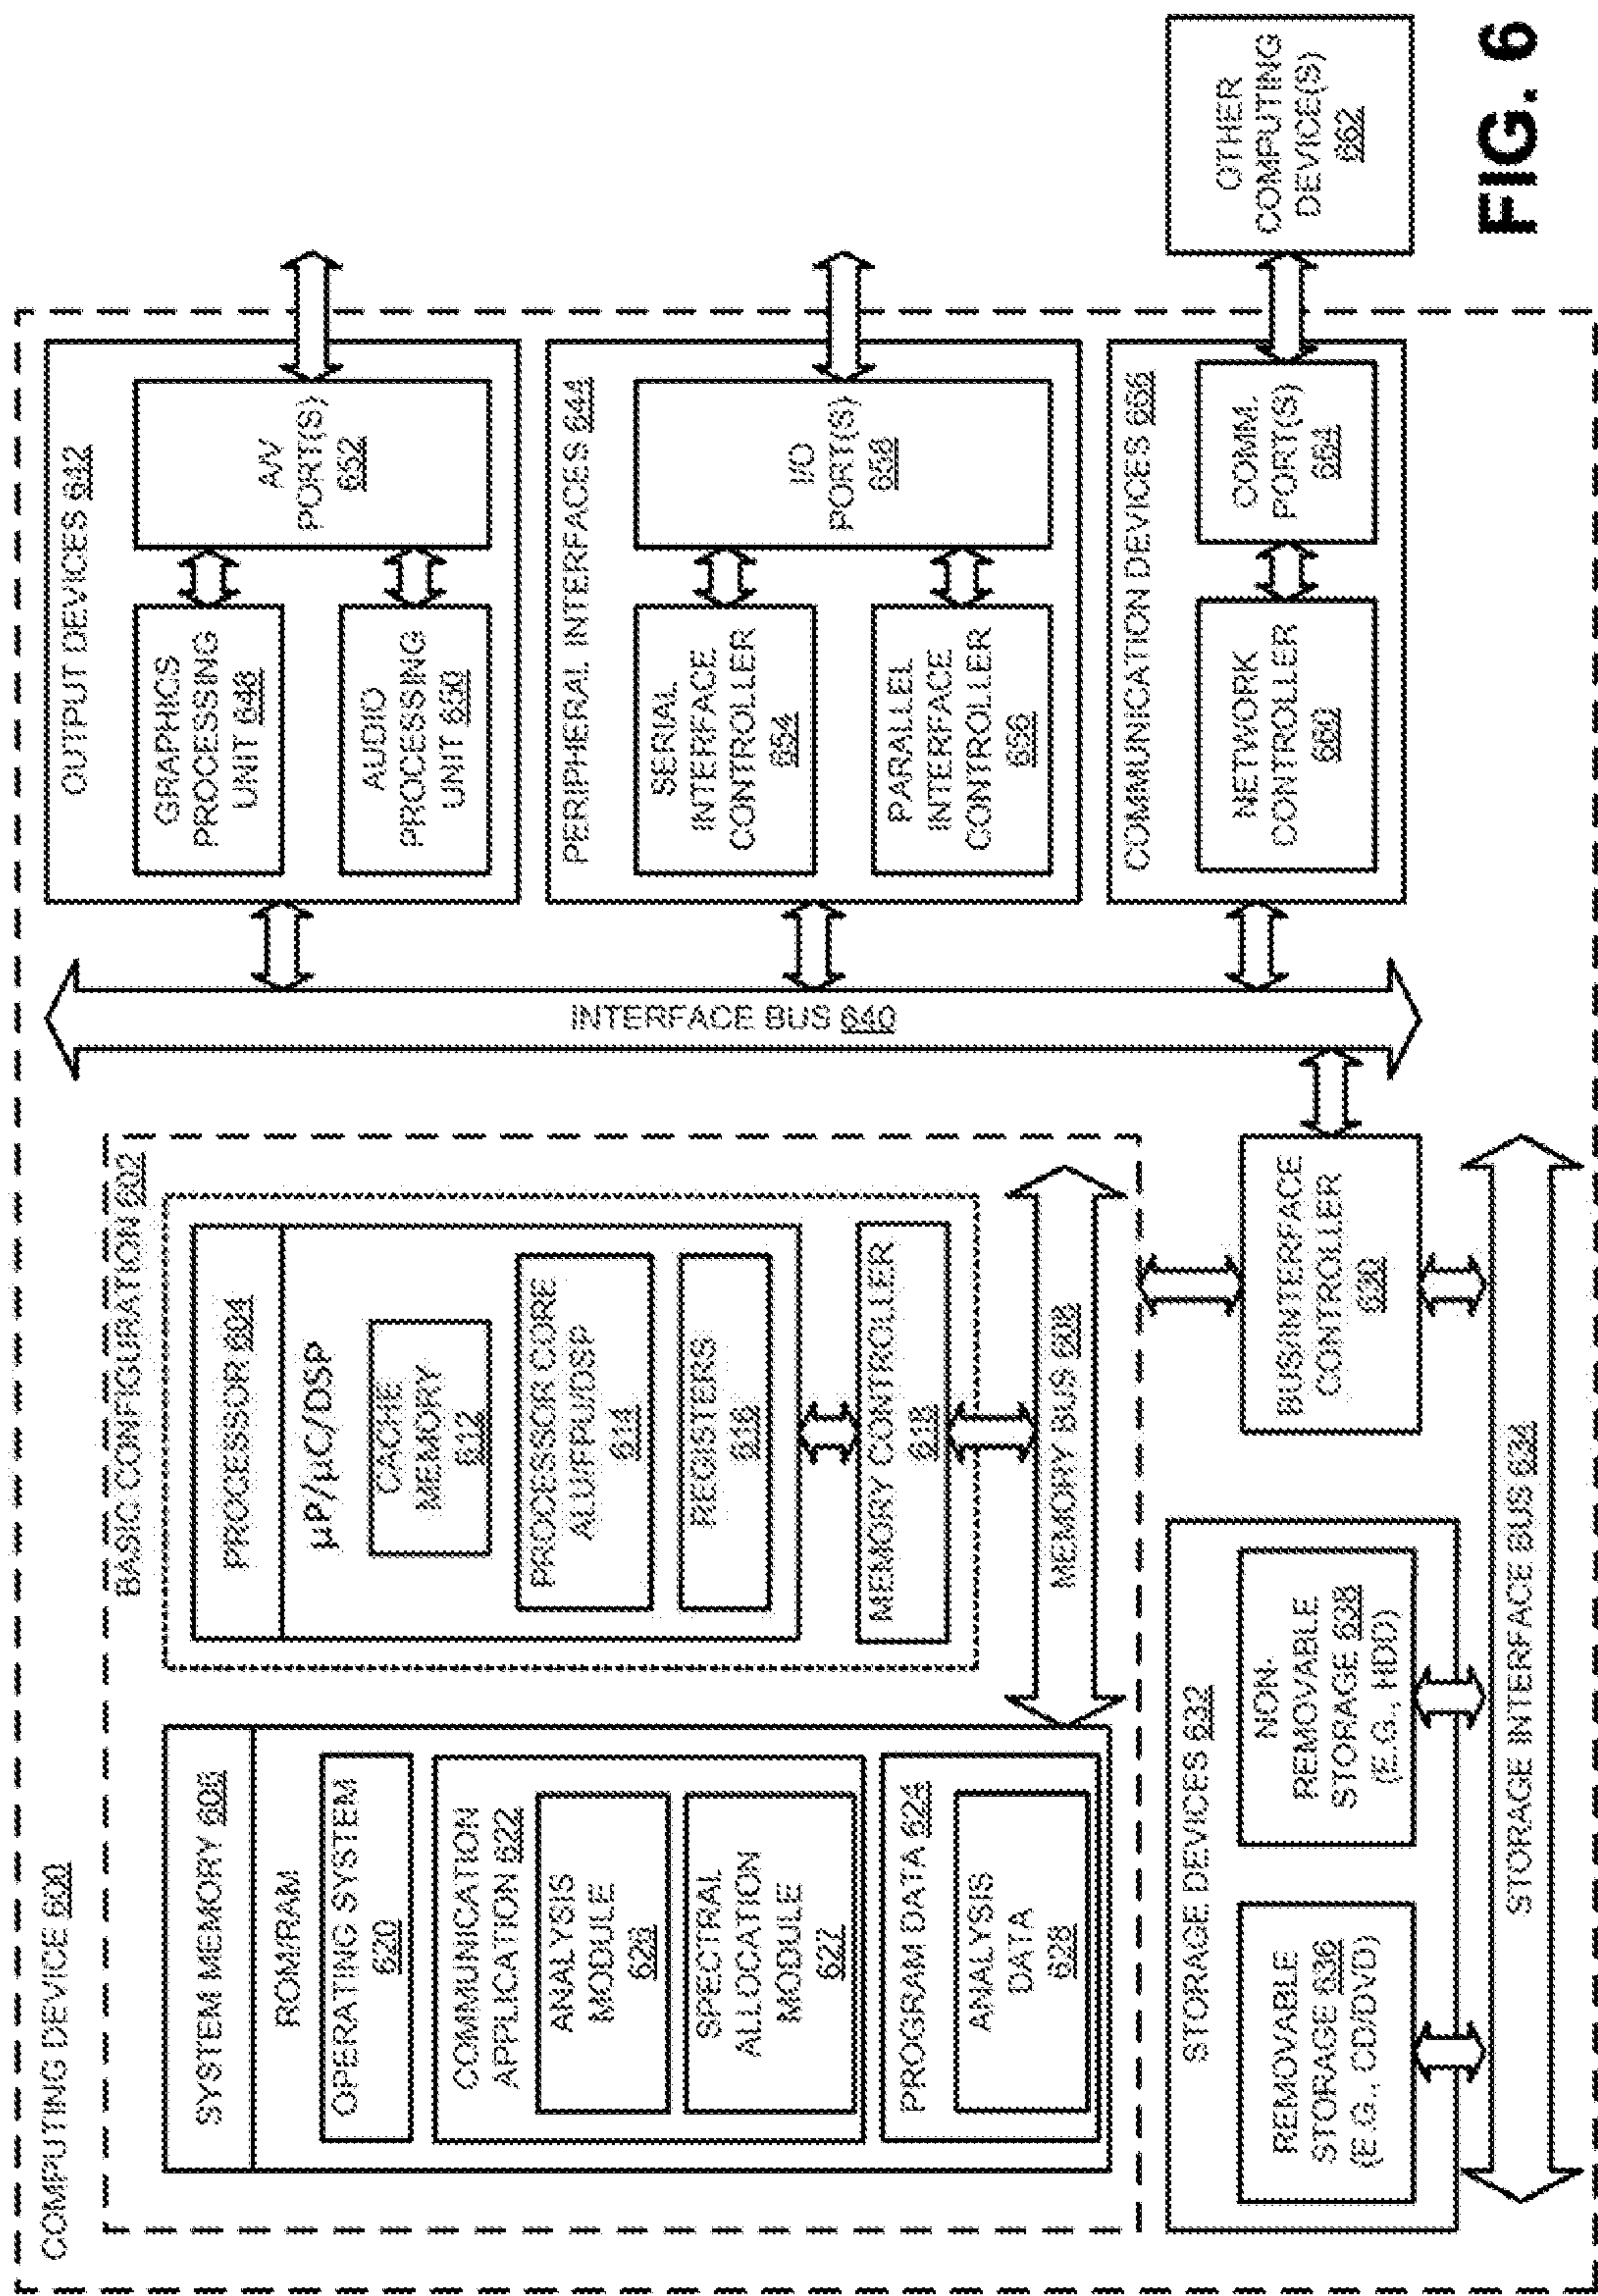 COMPUTING DEVICE 600
BASIC CONFIGURATION 602
SYSTEM MEMORY 606
ROM/RAM
OPERATING SYSTEM
620
COMMUNICATION
APPLICATION 622
ANALYSIS
MODULE
626
SPECTRAL
ALLOCATION
MODULE
627
PROGRAM DATA 624
ANALYSIS
DATA
628
PROCESSOR 604
µP/µC/DSP
CACHE
MEMORY
612
PROCESSOR CORE
ALU/FPU/DSP
614
REGISTERS
616
MEMORY CONTROLLER
618
MEMORY BUS 608
BUS/INTERFACE
CONTROLLER
630
STORAGE DEVICES 632
REMOVABLE
STORAGE 636
(E.G., CD/DVD)
NON-
REMOVABLE
STORAGE 638
(E.G., HDD)
STORAGE INTERFACE BUS 634
INTERFACE BUS 640
OUTPUT DEVICES 642
GRAPHICS
PROCESSING
UNIT 648
AUDIO
PROCESSING
UNIT 650
A/V
PORT(S)
652
PERIPHERAL INTERFACES 644
SERIAL
INTERFACE
CONTROLLER
654
PARALLEL
INTERFACE
CONTROLLER
656
I/O
PORT(S)
658
COMMUNICATION DEVICES 666
NETWORK
CONTROLLER
660
COMM.
PORT(S)
664
OTHER
COMPUTING
DEVICE(S)
662
FIG. 6